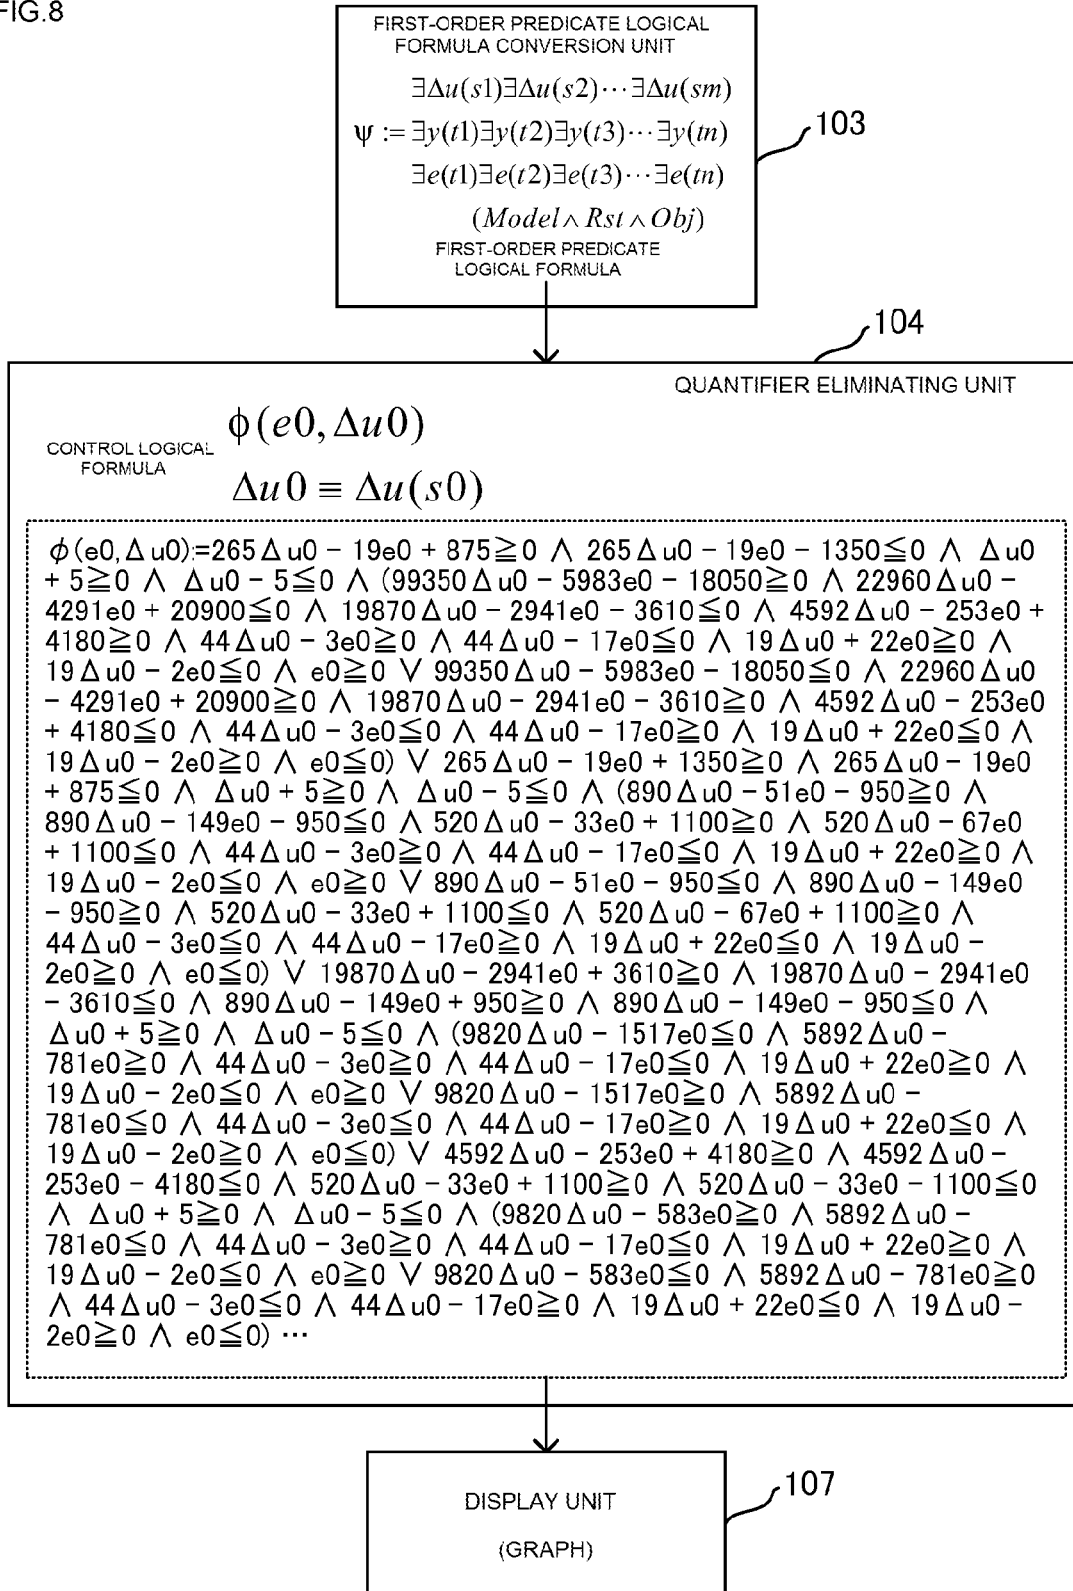 FIG.8
FIRST-ORDER PREDICATE LOGICAL
FORMULA CONVERSION UNIT
∃Δu(s1)∃Δu(s2)⋯∃Δu(sm)
ψ := ∃y(t1)∃y(t2)∃y(t3)⋯∃y(tn)
∃e(t1)∃e(t2)∃e(t3)⋯∃e(tn)
(Model∧Rst∧Obj)
FIRST-ORDER PREDICATE
LOGICAL FORMULA
103
104
QUANTIFIER ELIMINATING UNIT
CONTROL LOGICAL
FORMULA
ϕ(e0,Δu0)
Δu0 ≡ Δu(s0)
ϕ(e0,Δu0):=265Δu0 − 19e0 + 875≧0 ∧ 265Δu0 − 19e0 − 1350≦0 ∧ Δu0
+ 5≧0 ∧ Δu0 − 5≦0 ∧ (99350Δu0 − 5983e0 − 18050≧0 ∧ 22960Δu0 −
4291e0 + 20900≦0 ∧ 19870Δu0 − 2941e0 − 3610≦0 ∧ 4592Δu0 − 253e0 +
4180≧0 ∧ 44Δu0 − 3e0≧0 ∧ 44Δu0 − 17e0≦0 ∧ 19Δu0 + 22e0≧0 ∧
19Δu0 − 2e0≦0 ∧ e0≧0 ∨ 99350Δu0 − 5983e0 − 18050≦0 ∧ 22960Δu0
− 4291e0 + 20900≧0 ∧ 19870Δu0 − 2941e0 − 3610≧0 ∧ 4592Δu0 − 253e0
+ 4180≦0 ∧ 44Δu0 − 3e0≦0 ∧ 44Δu0 − 17e0≧0 ∧ 19Δu0 + 22e0≦0 ∧
19Δu0 − 2e0≧0 ∧ e0≦0) ∨ 265Δu0 − 19e0 + 1350≧0 ∧ 265Δu0 − 19e0
+ 875≦0 ∧ Δu0 + 5≧0 ∧ Δu0 − 5≦0 ∧ (890Δu0 − 51e0 − 950≧0 ∧
890Δu0 − 149e0 − 950≦0 ∧ 520Δu0 − 33e0 + 1100≧0 ∧ 520Δu0 − 67e0
+ 1100≦0 ∧ 44Δu0 − 3e0≧0 ∧ 44Δu0 − 17e0≦0 ∧ 19Δu0 + 22e0≧0 ∧
19Δu0 − 2e0≦0 ∧ e0≧0 ∨ 890Δu0 − 51e0 − 950≦0 ∧ 890Δu0 − 149e0
− 950≧0 ∧ 520Δu0 − 33e0 + 1100≦0 ∧ 520Δu0 − 67e0 + 1100≧0 ∧
44Δu0 − 3e0≦0 ∧ 44Δu0 − 17e0≧0 ∧ 19Δu0 + 22e0≦0 ∧ 19Δu0 −
2e0≧0 ∧ e0≦0) ∨ 19870Δu0 − 2941e0 + 3610≧0 ∧ 19870Δu0 − 2941e0
− 3610≦0 ∧ 890Δu0 − 149e0 + 950≧0 ∧ 890Δu0 − 149e0 − 950≦0 ∧
Δu0 + 5≧0 ∧ Δu0 − 5≦0 ∧ (9820Δu0 − 1517e0≦0 ∧ 5892Δu0 −
781e0≧0 ∧ 44Δu0 − 3e0≧0 ∧ 44Δu0 − 17e0≦0 ∧ 19Δu0 + 22e0≧0 ∧
19Δu0 − 2e0≦0 ∧ e0≧0 ∨ 9820Δu0 − 1517e0≧0 ∧ 5892Δu0 −
781e0≦0 ∧ 44Δu0 − 3e0≦0 ∧ 44Δu0 − 17e0≧0 ∧ 19Δu0 + 22e0≦0 ∧
19Δu0 − 2e0≧0 ∧ e0≦0) ∨ 4592Δu0 − 253e0 + 4180≧0 ∧ 4592Δu0 −
253e0 − 4180≦0 ∧ 520Δu0 − 33e0 + 1100≧0 ∧ 520Δu0 − 33e0 − 1100≦0
∧ Δu0 + 5≧0 ∧ Δu0 − 5≦0 ∧ (9820Δu0 − 583e0≧0 ∧ 5892Δu0 −
781e0≦0 ∧ 44Δu0 − 3e0≧0 ∧ 44Δu0 − 17e0≦0 ∧ 19Δu0 + 22e0≧0 ∧
19Δu0 − 2e0≦0 ∧ e0≧0 ∨ 9820Δu0 − 583e0≦0 ∧ 5892Δu0 − 781e0≧0
∧ 44Δu0 − 3e0≦0 ∧ 44Δu0 − 17e0≧0 ∧ 19Δu0 + 22e0≦0 ∧ 19Δu0 −
2e0≧0 ∧ e0≦0) ⋯
DISPLAY UNIT
(GRAPH)
107